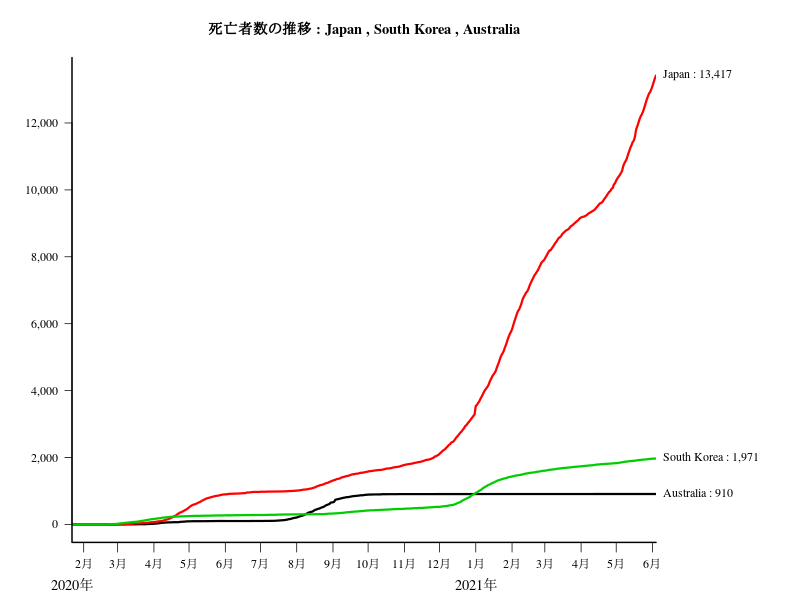 死亡者数の推移 : Japan , South Korea , Australia
Japan : 13,417
12,000
10,000
8,000
6,000
4,000
2,000
South Korea : 1,971
Australia : 910
0
2月 3月 4月 5月 6月 7月 8月 9月 10月 11月 12月 1月 2月 3月 4月 5月 6月
2020年 2021年